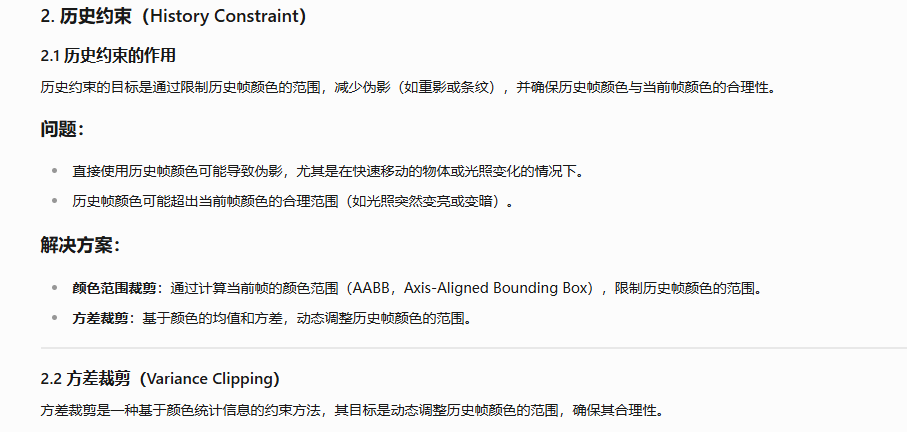 2. 历史约束（History Constraint）
2.1 历史约束的作用
历史约束的目标是通过限制历史帧颜色的范围，减少伪影（如重影或条纹），并确保历史帧颜色与当前帧颜色的合理性。
问题：
• 直接使用历史帧颜色可能导致伪影，尤其是在快速移动的物体或光照变化的情况下。
• 历史帧颜色可能超出当前帧颜色的合理范围（如光照突然变亮或变暗）。
解决方案：
• 颜色范围裁剪：通过计算当前帧的颜色范围（AABB，Axis-Aligned Bounding Box），限制历史帧颜色的范围。
• 方差裁剪：基于颜色的均值和方差，动态调整历史帧颜色的范围。
2.2 方差裁剪（Variance Clipping）
方差裁剪是一种基于颜色统计信息的约束方法，其目标是动态调整历史帧颜色的范围，确保其合理性。